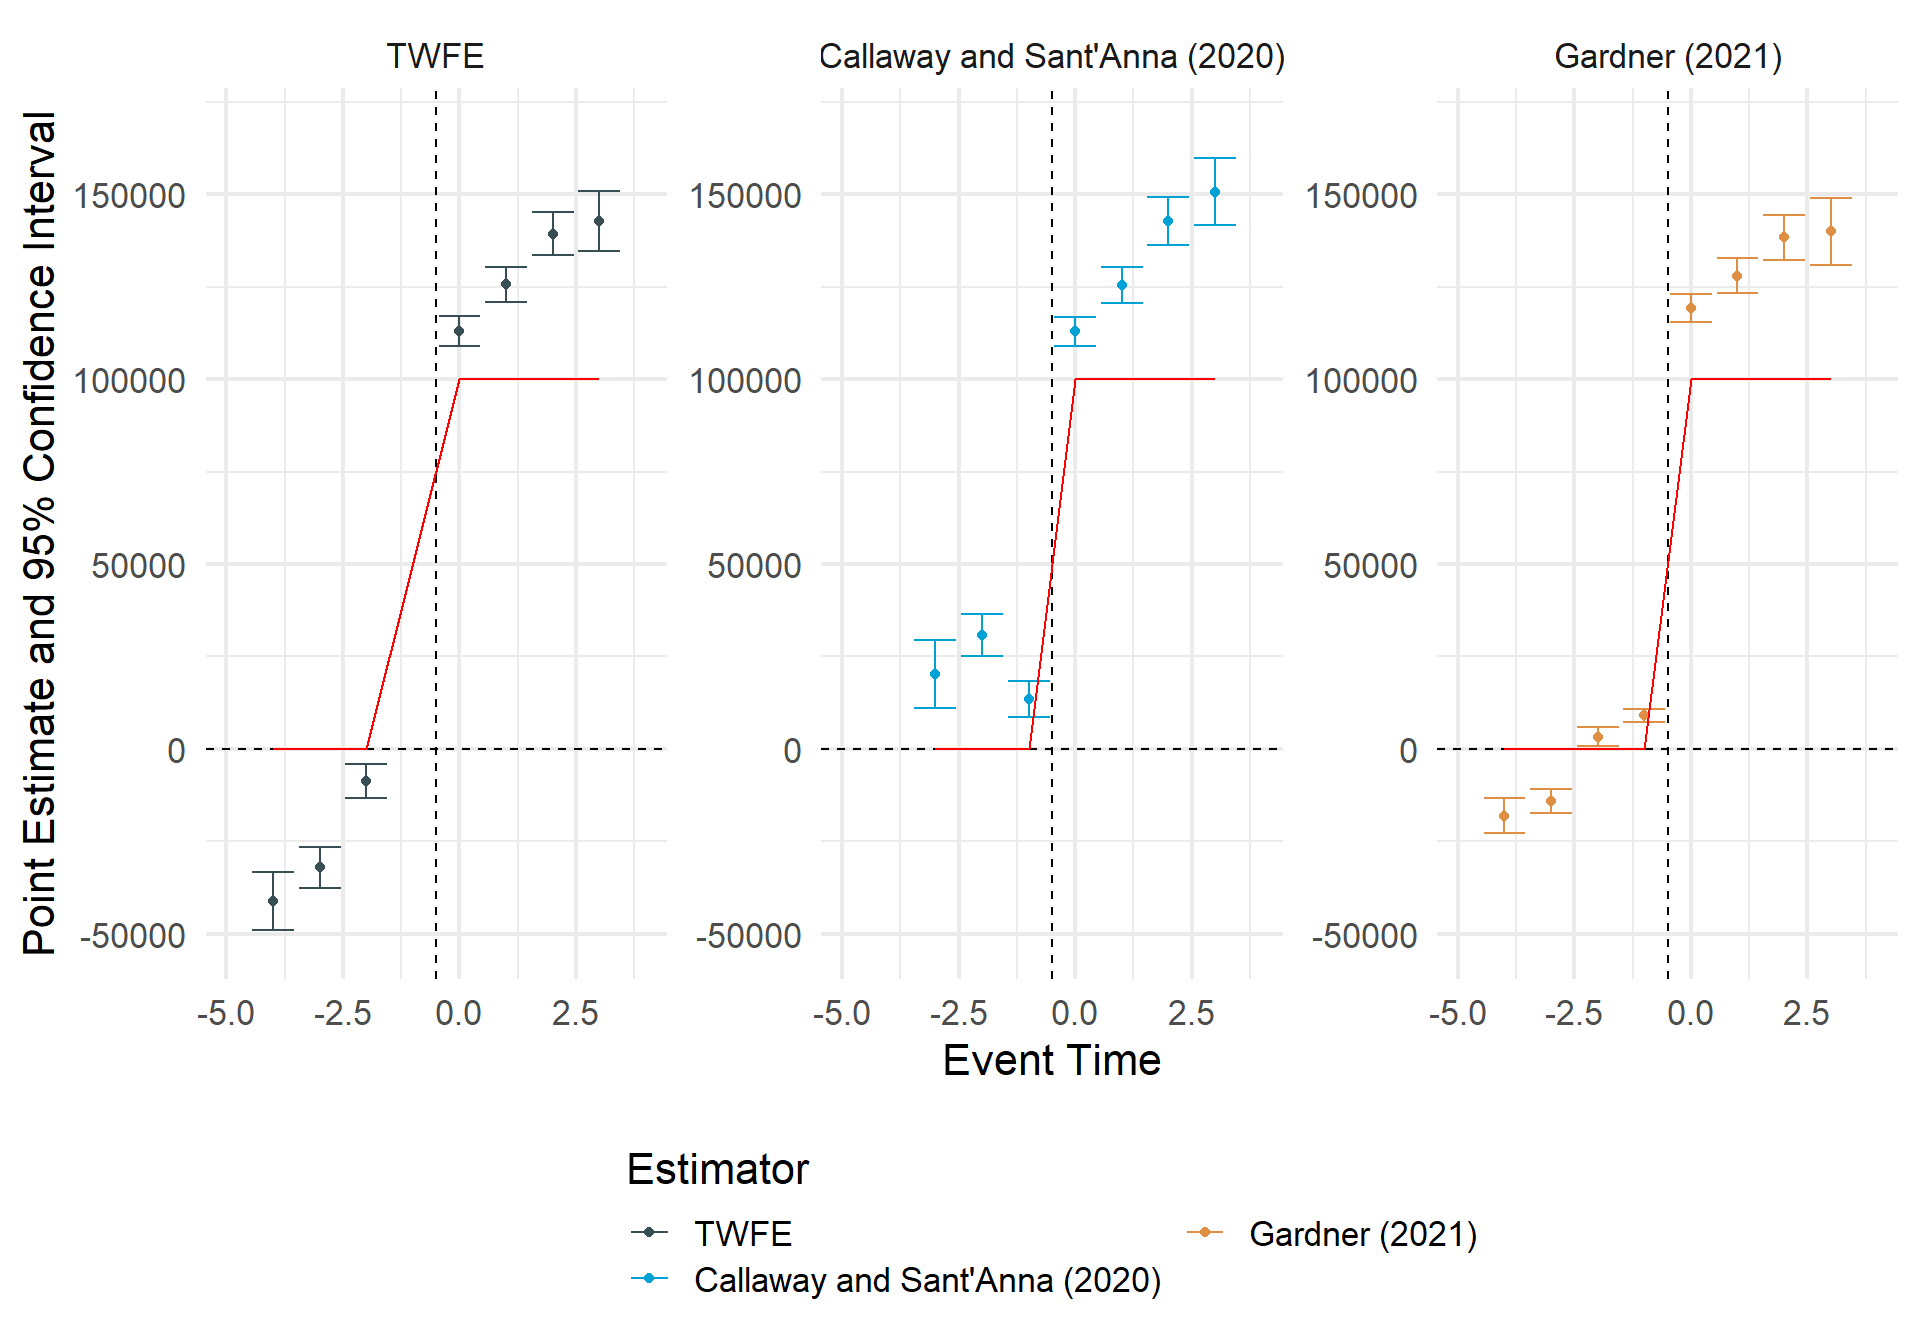 TWFE
Callaway and Sant'Anna (2020)
Gardner (2021)
Point Estimate and 95% Confidence Interval
150000
100000
50000
0
-50000
150000
100000
50000
0
-50000
150000
100000
50000
0
-50000
-5.0 -2.5 0.0 2.5
-5.0 -2.5 0.0 2.5
-5.0 -2.5 0.0 2.5
Event Time
Estimator
TWFE
Callaway and Sant'Anna (2020)
Gardner (2021)